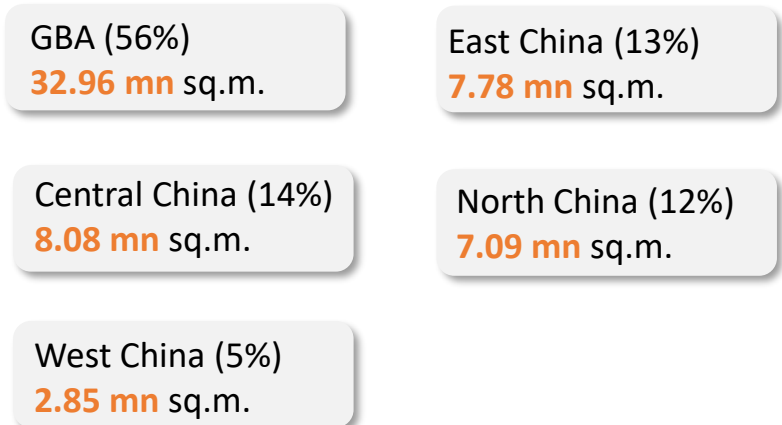 GBA (56%)
32.96 mn sq.m.
East China (13%)
7.78 mn sq.m.
Central China (14%)
8.08 mn sq.m.
North China (12%)
7.09 mn sq.m.
West China (5%)
2.85 mn sq.m.